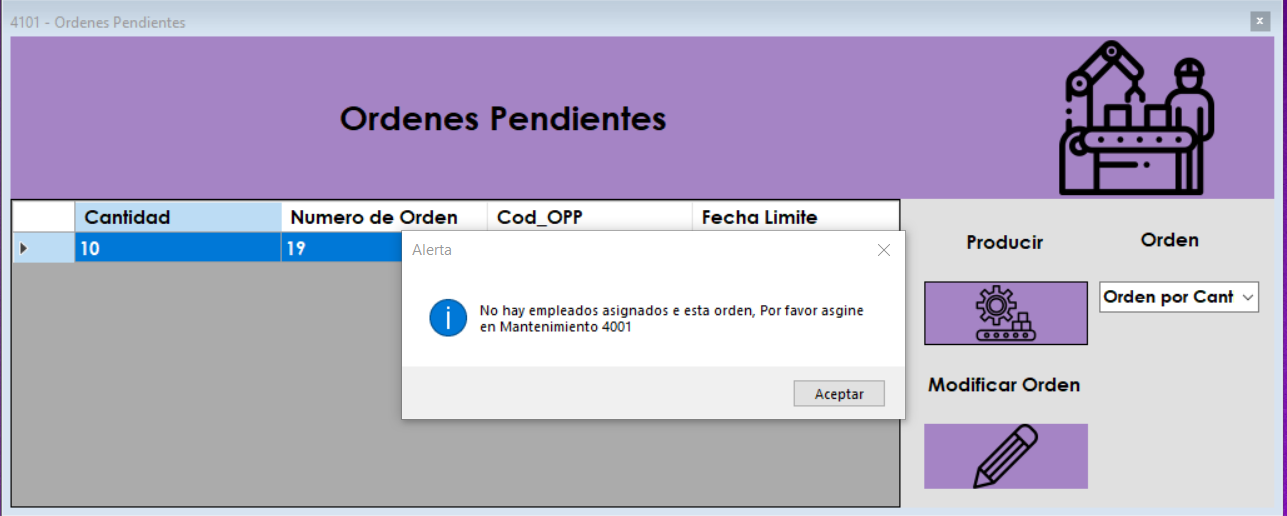 4101 - Ordenes Pendientes
Ordenes Pendientes
Cantidad Numero de Orden Cod_OPP Fecha Limite
10 19
Alerta
No hay empleados asignados e esta orden, Por favor asgine
en Mantenimiento 4001
Aceptar
Producir Orden
Orden por Cant
Modificar Orden